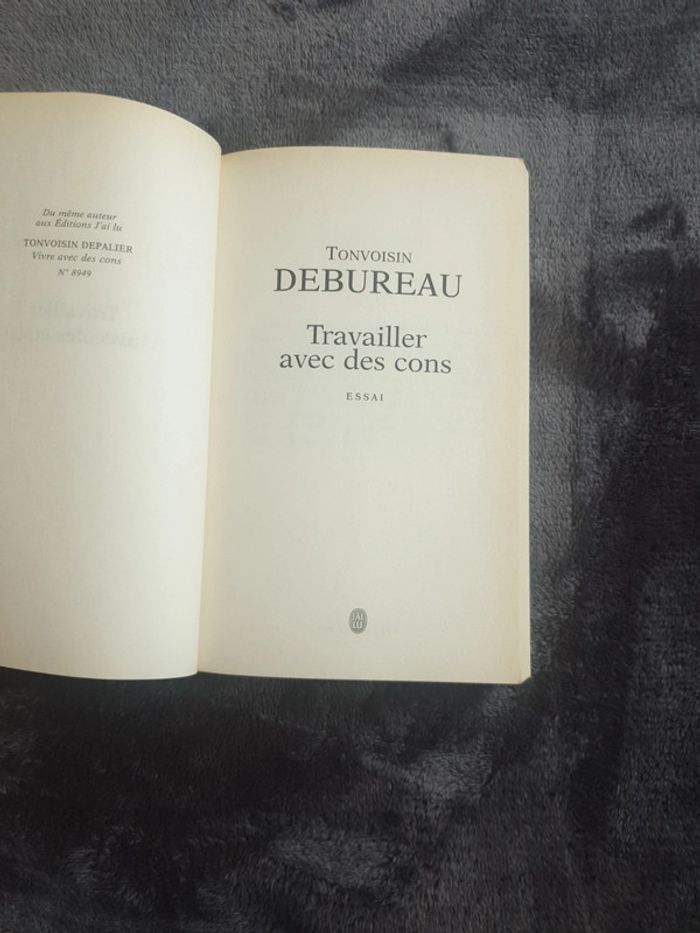 Du même auteur
aux Éditions J'ai lu
TONVOISIN DEPALIER
Vivre avec des cons
N° 8949
TONVOISIN
DEBUREAU
Travailler
avec des cons
ESSAI
J'AI
LU